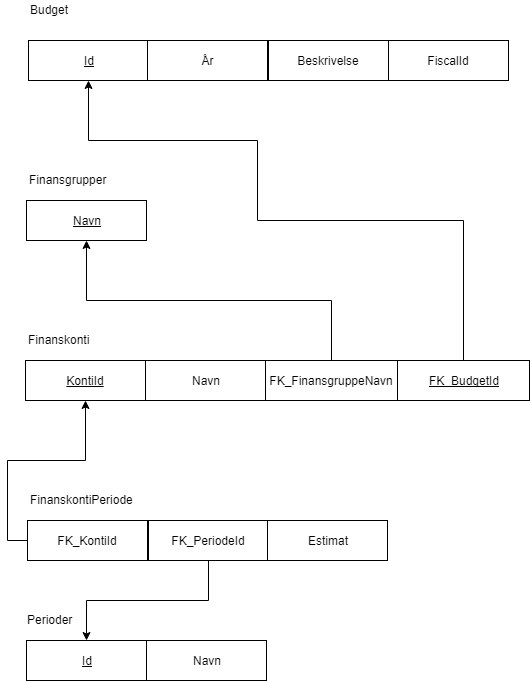 Budget
Id År Beskrivelse FiscalId
Finansgrupper
Navn
Finanskonti
KontiId Navn FK_FinansgruppeNavn FK_BudgetId
FinanskontiPeriode
FK_KontiId FK_PeriodeId Estimat
Perioder
Id Navn